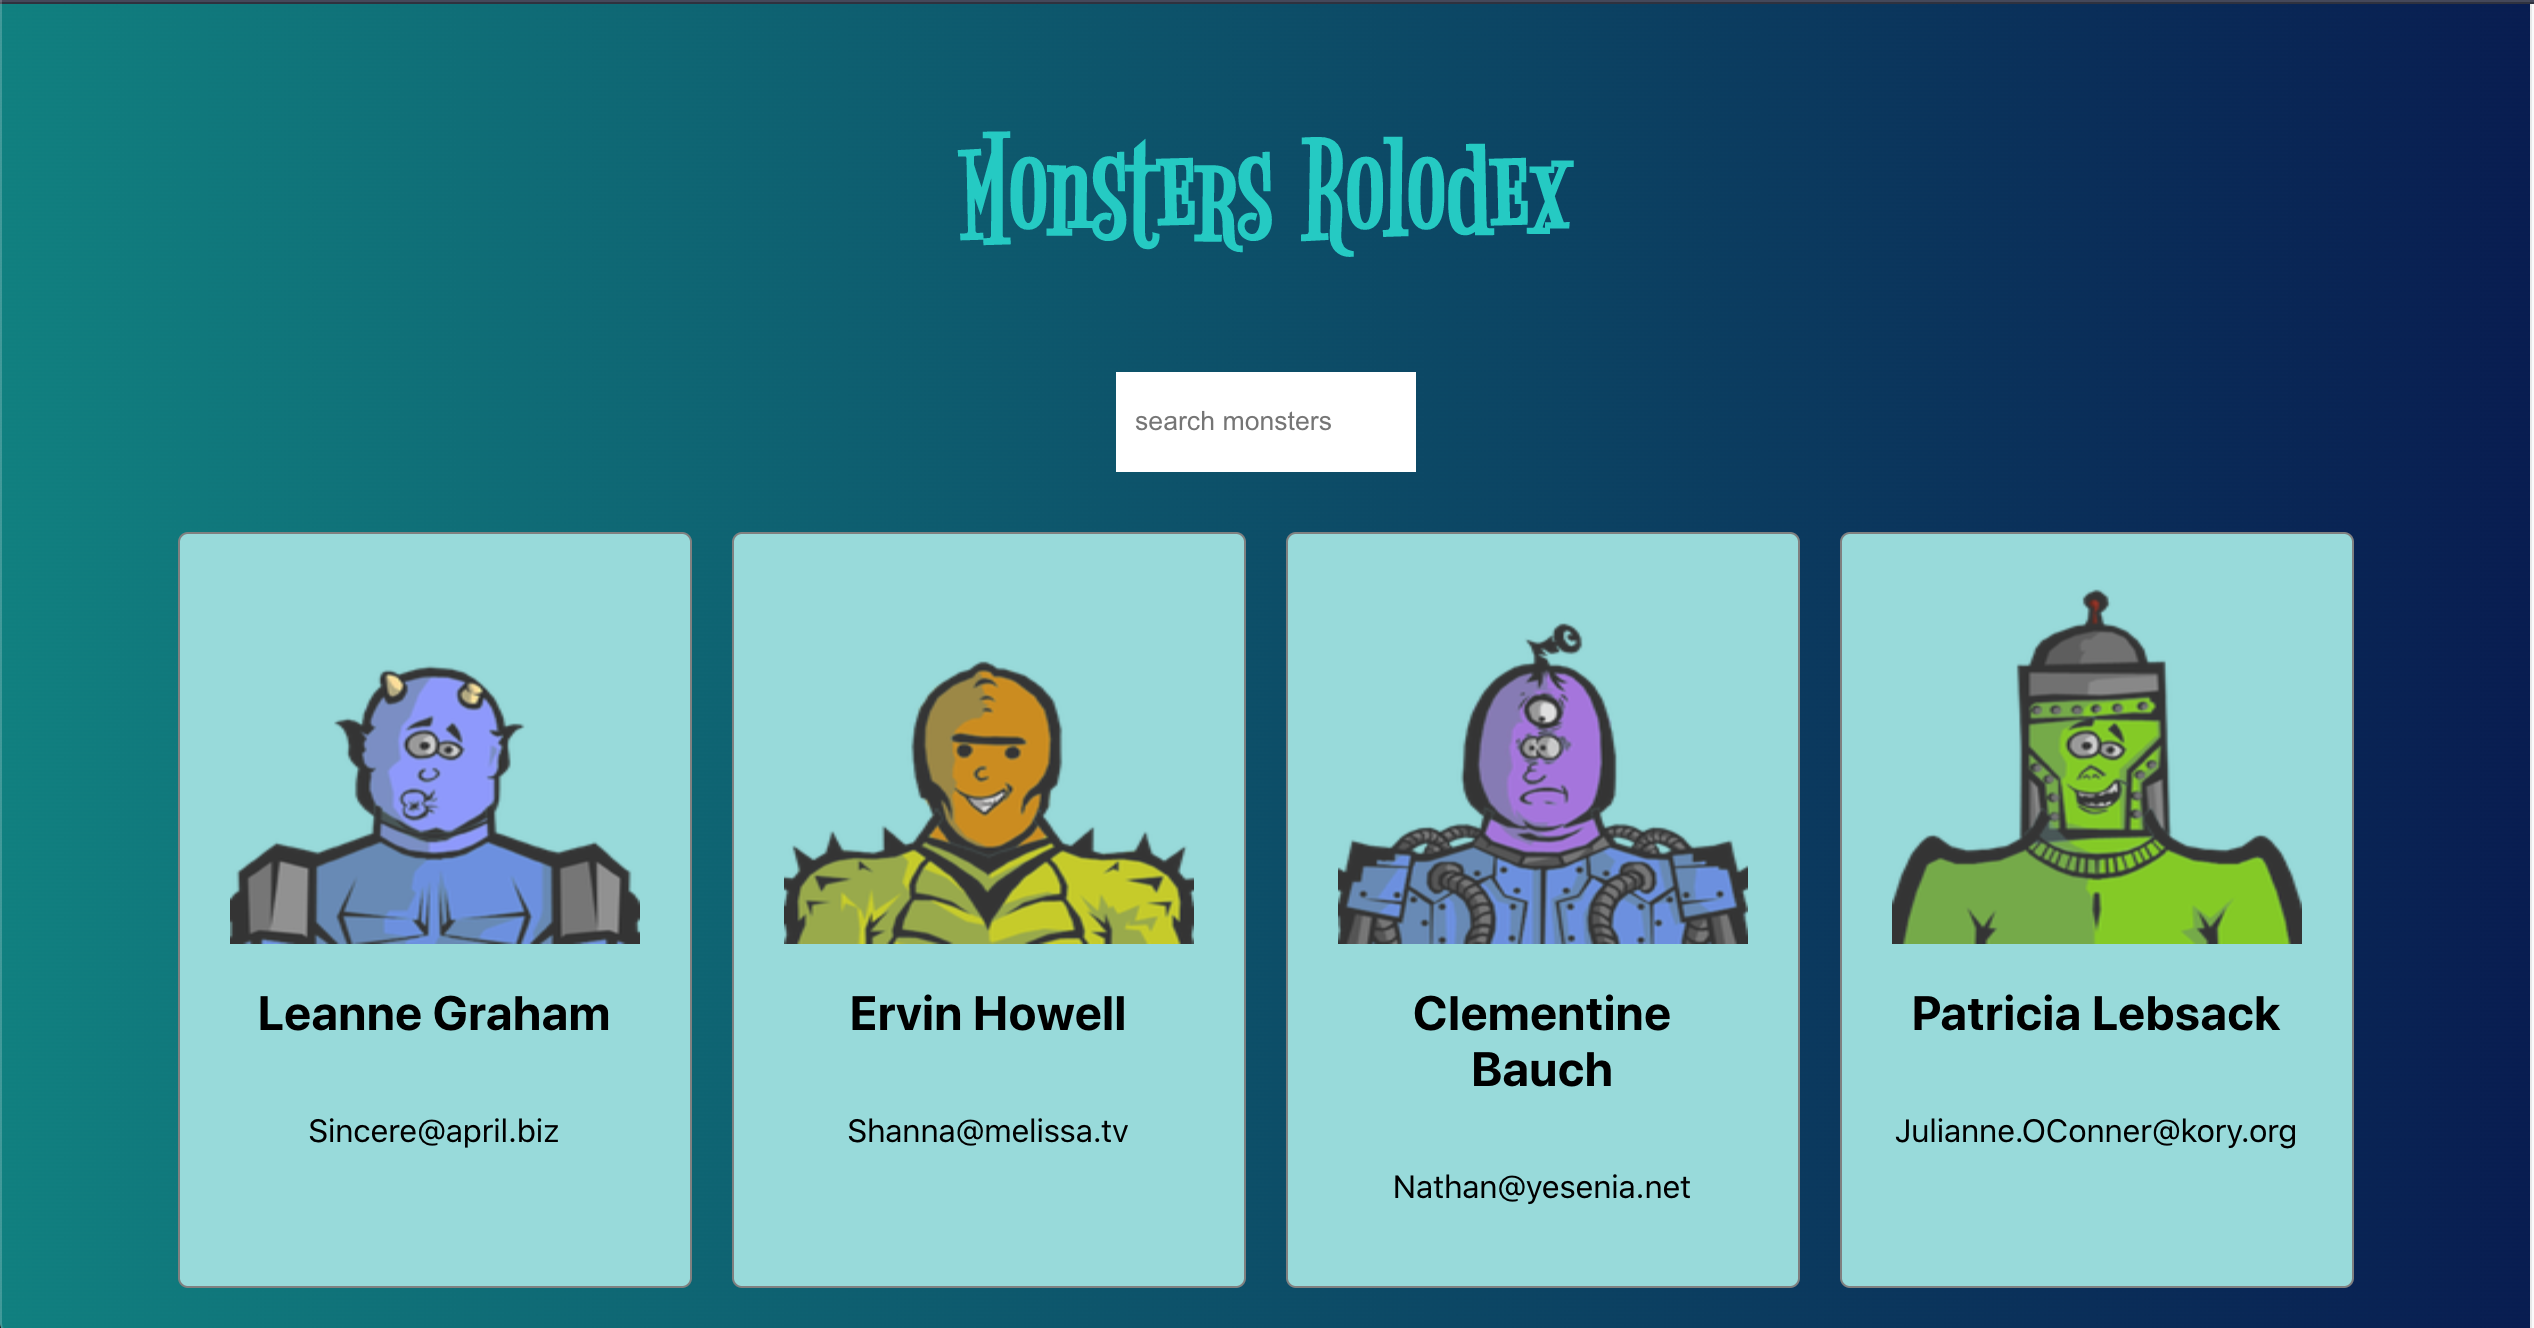 Monsters Rolodex
search monsters
Leanne Graham
Sincere@april.biz
Ervin Howell
Shanna@melissa.tv
Clementine
Bauch
Nathan@yesenia.net
Patricia Lebsack
Julianne.OConner@kory.org